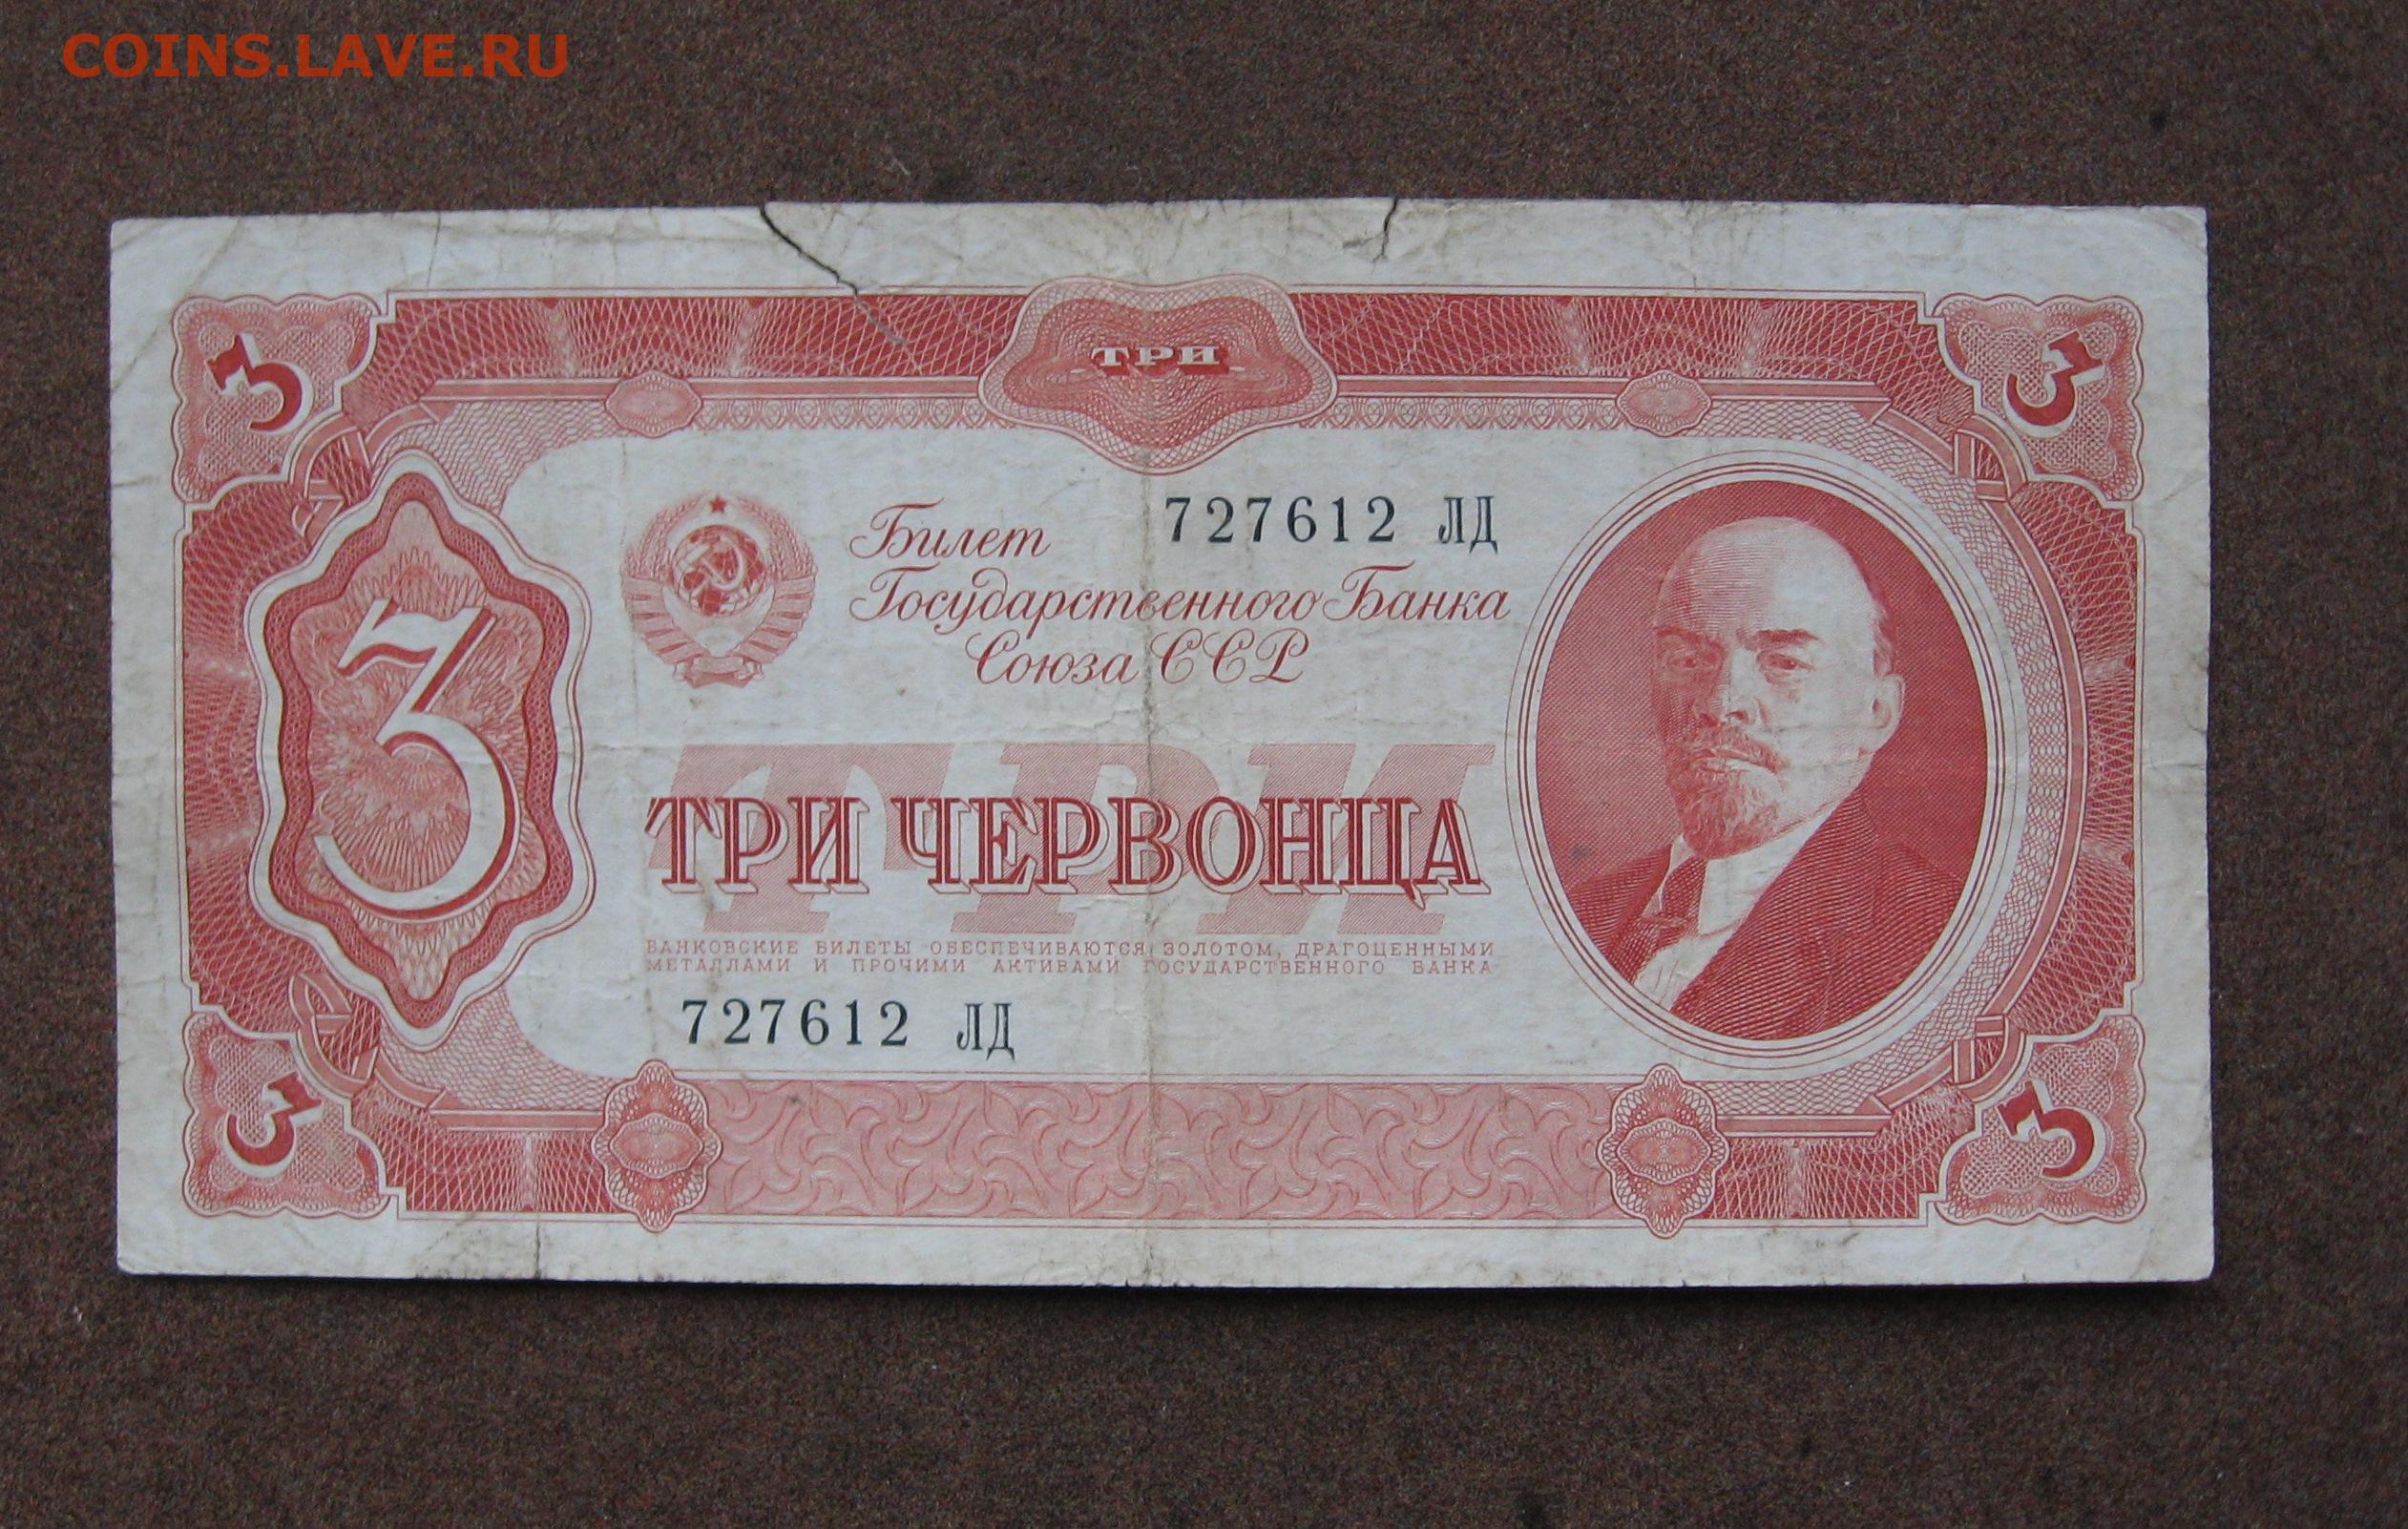 COINS.LAVE.RU
3
ТРИ
3
727612 ЛД
Билет
Государственного Банка
Союза ССР
3
ТРИ
ТРИ ЧЕРВОНЦА
БАНКОВСКИЕ БИЛЕТЫ ОБЕСПЕЧИВАЮТСЯ ЗОЛОТОМ, ДРАГОЦЕННЫМИ
МЕТАЛЛАМИ И ПРОЧИМИ АКТИВАМИ ГОСУДАРСТВЕННОГО БАНКА
727612 ЛД
3
3